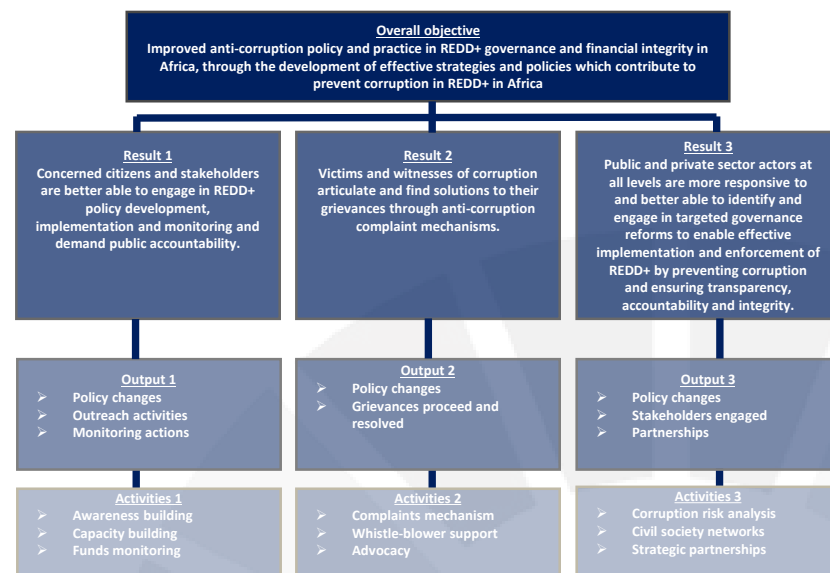 Overall objective
Improved anti-corruption policy and practice in REDD+ governance and financial integrity in
Africa, through the development of effective strategies and policies which contribute to
prevent corruption in REDD+ in Africa
Result 1
Concerned citizens and stakeholders
are better able to engage in REDD+
policy development,
implementation and monitoring and
demand public accountability.
Result 2
Victims and witnesses of corruption
articulate and find solutions to their
grievances through anti-corruption
complaint mechanisms.
Result 3
Public and private sector actors at
all levels are more responsive to
and better able to identify and
engage in targeted governance
reforms to enable effective
implementation and enforcement of
REDD+ by preventing corruption
and ensuring transparency,
accountability and integrity.
Output 1
➢ Policy changes
➢ Outreach activities
➢ Monitoring actions
Output 2
➢ Policy changes
➢ Grievances proceed and
resolved
Output 3
➢ Policy changes
➢ Stakeholders engaged
➢ Partnerships
Activities 1
➢ Awareness building
➢ Capacity building
➢ Funds monitoring
Activities 2
➢ Complaints mechanism
➢ Whistle-blower support
➢ Advocacy
Activities 3
➢ Corruption risk analysis
➢ Civil society networks
➢ Strategic partnerships